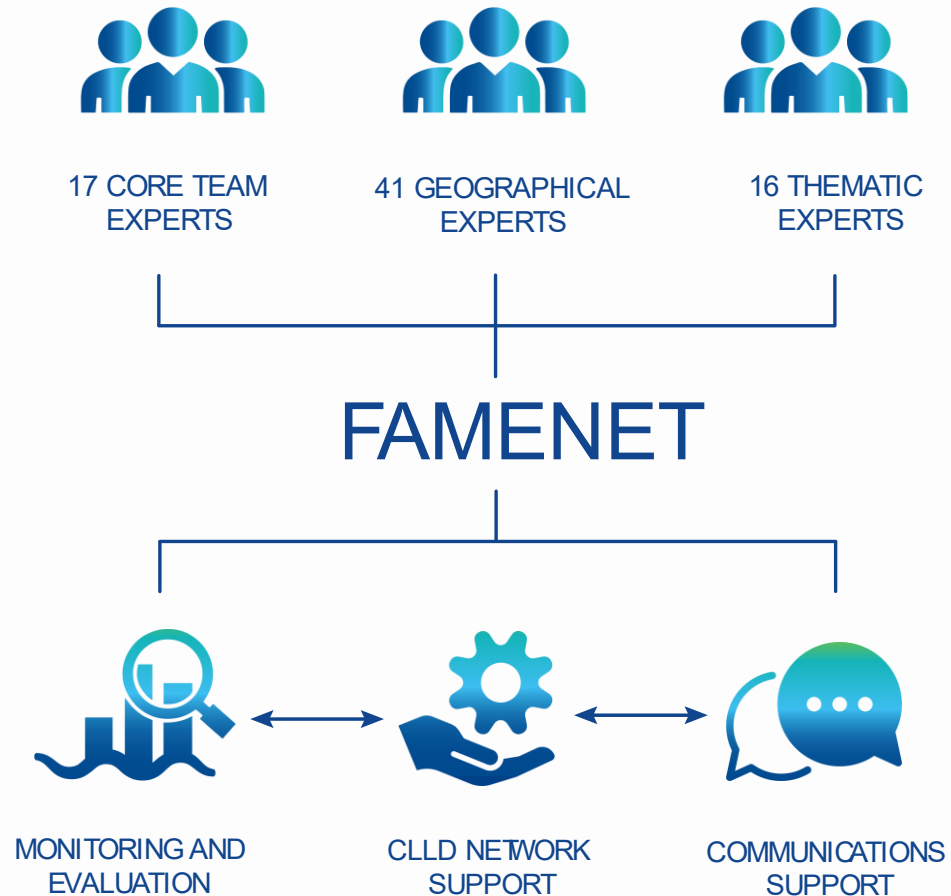 17 CORE TEAM
EXPERTS
41 GEOGRAPHICAL
EXPERTS
16 THEMATIC
EXPERTS
FAMENET
MONITORING AND
EVALUATION
CLLD NETWORK
SUPPORT
COMMUNICATIONS
SUPPORT